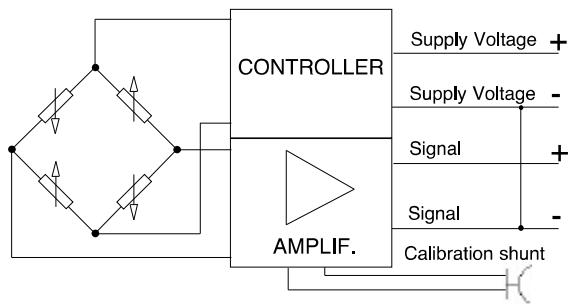 CONTROLLER
Supply Voltage +
Supply Voltage -
Signal +
Signal -
AMPLIF.
Calibration shunt